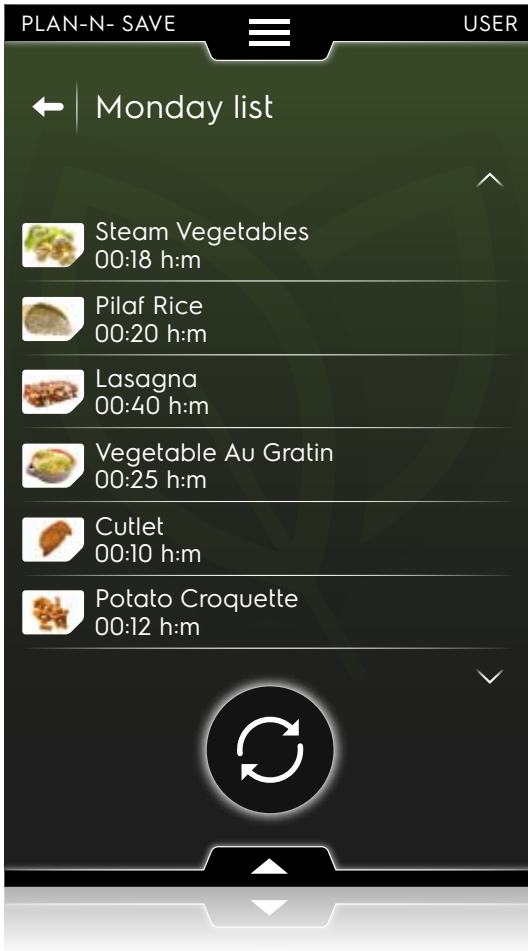 PLAN-N- SAVE USER
Monday list
Steam Vegetables
00:18 h:m
Pilaf Rice
00:20 h:m
Lasagna
00:40 h:m
Vegetable Au Gratin
00:25 h:m
Cutlet
00:10 h:m
Potato Croquette
00:12 h:m